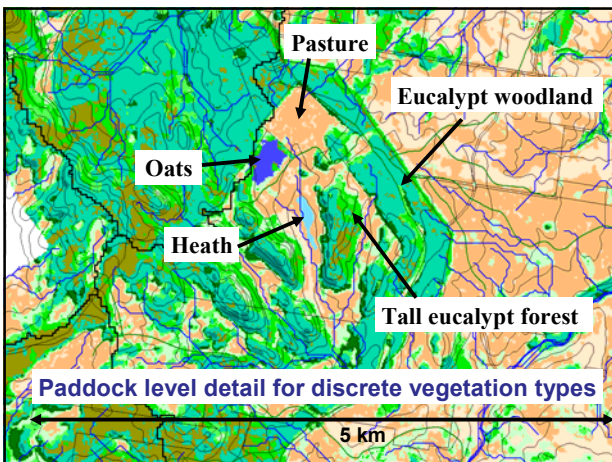 Pasture
Eucalypt woodland
Oats
Heath
Tall eucalypt forest
Paddock level detail for discrete vegetation types
5 km